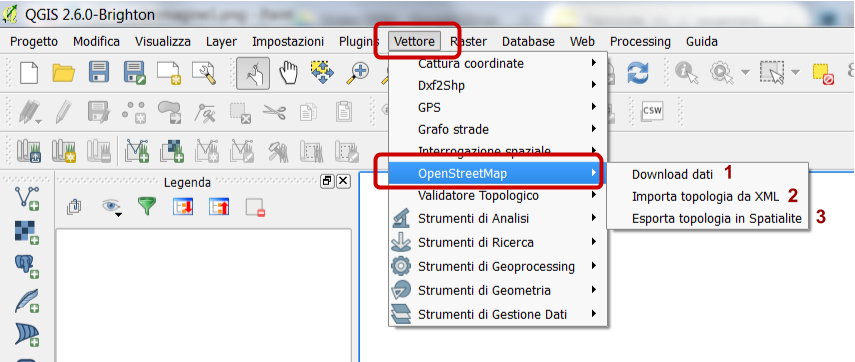 QGIS 2.6.0-Brighton
Progetto Modifica Visualizza Layer Impostazioni Plugins Vettore Raster Database Web Processing Guida
Cattura coordinate
Dxf2Shp
GPS
CSW
Grafo strade
Interrogazione spaziale
OpenStreetMap
Download dati 1
Importa topologia da XML 2
Esporta topologia in Spatialite 3
Legenda
Validatore Topologico
Strumenti di Analisi
Strumenti di Ricerca
Strumenti di Geoprocessing
Strumenti di Geometria
Strumenti di Gestione Dati